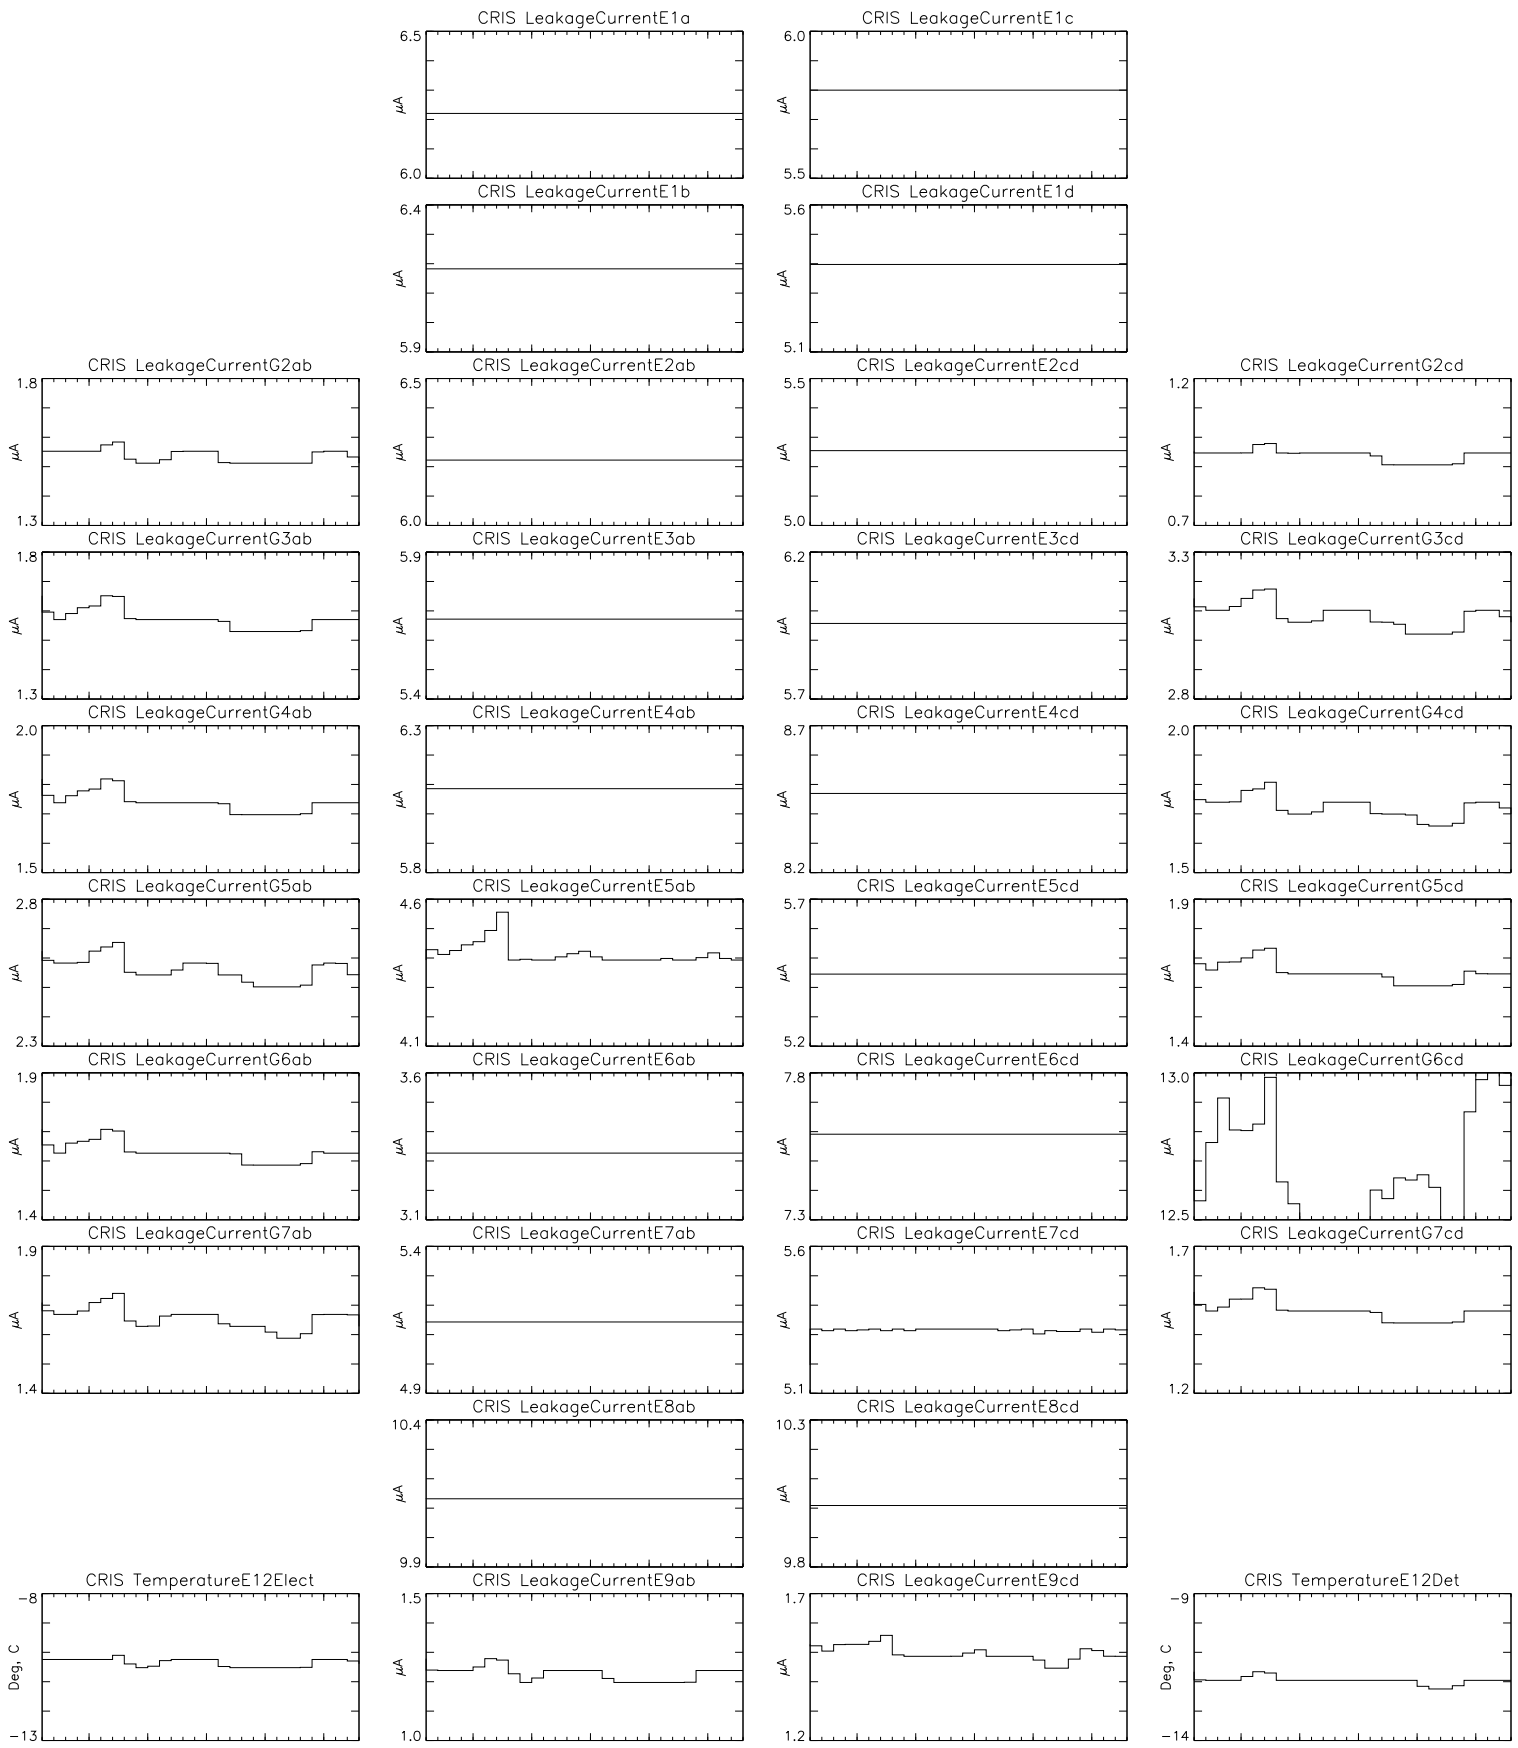 CRIS LeakageCurrentE1a CRIS LeakageCurrentE1c
6.5 6.0
μA μA
6.0 5.5
CRIS LeakageCurrentE1b CRIS LeakageCurrentE1d
6.4 5.6
μA μA
5.9 5.1
CRIS LeakageCurrentG2ab CRIS LeakageCurrentE2ab CRIS LeakageCurrentE2cd CRIS LeakageCurrentG2cd
1.8 6.5 5.5 1.2
μA μA μA μA
1.3 6.0 5.0 0.7
CRIS LeakageCurrentG3ab CRIS LeakageCurrentE3ab CRIS LeakageCurrentE3cd CRIS LeakageCurrentG3cd
1.8 5.9 6.2 3.3
μA μA μA μA
1.3 5.4 5.7 2.8
CRIS LeakageCurrentG4ab CRIS LeakageCurrentE4ab CRIS LeakageCurrentE4cd CRIS LeakageCurrentG4cd
2.0 6.3 8.7 2.0
μA μA μA μA
1.5 5.8 8.2 1.5
CRIS LeakageCurrentG5ab CRIS LeakageCurrentE5ab CRIS LeakageCurrentE5cd CRIS LeakageCurrentG5cd
2.8 4.6 5.7 1.9
μA μA μA μA
2.3 4.1 5.2 1.4
CRIS LeakageCurrentG6ab CRIS LeakageCurrentE6ab CRIS LeakageCurrentE6cd CRIS LeakageCurrentG6cd
1.9 3.6 7.8 13.0
μA μA μA μA
1.4 3.1 7.3 12.5
CRIS LeakageCurrentG7ab CRIS LeakageCurrentE7ab CRIS LeakageCurrentE7cd CRIS LeakageCurrentG7cd
1.9 5.4 5.6 1.7
μA μA μA μA
1.4 4.9 5.1 1.2
CRIS LeakageCurrentE8ab CRIS LeakageCurrentE8cd
10.4 10.3
μA μA
9.9 9.8
CRIS TemperatureE12Elect CRIS LeakageCurrentE9ab CRIS LeakageCurrentE9cd CRIS TemperatureE12Det
-8 1.5 1.7 -9
Deg, C μA μA Deg, C
-13 1.0 1.2 -14